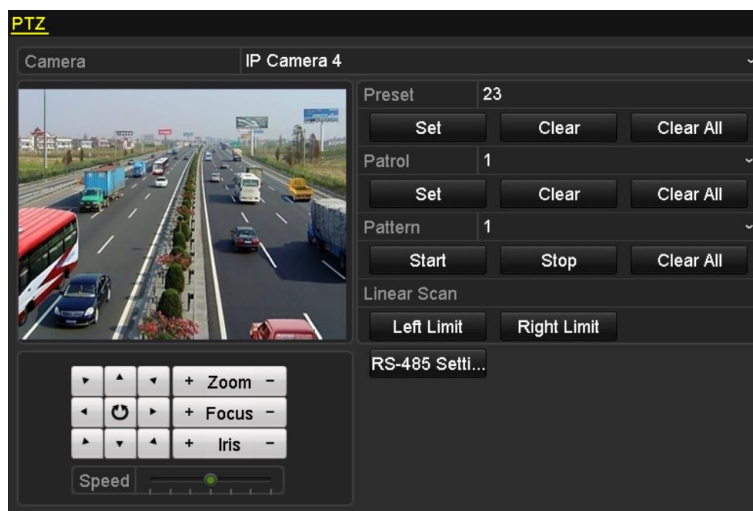 PTZ
Camera IP Camera 4
Preset 23
Set Clear Clear All
Patrol 1
Set Clear Clear All
Pattern 1
Start Stop Clear All
Linear Scan
Left Limit Right Limit
RS-485 Setti...
+ Zoom -
+ Focus -
+ Iris -
Speed